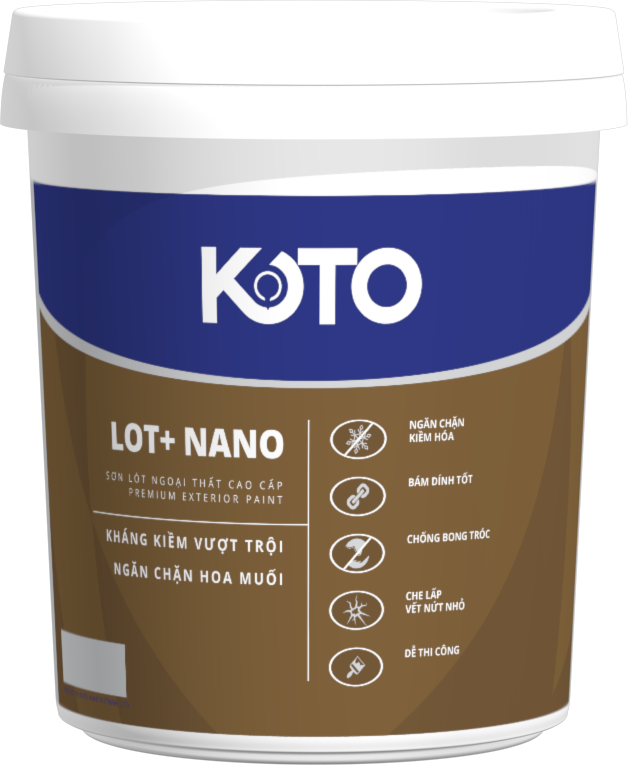 KOTO
LOT+ NANO
SƠN LÓT NGOẠI THẤT CAO CẤP
PREMIUM EXTERIOR PAINT
KHÁNG KIỀM VƯỢT TRỘI
NGĂN CHẶN HOA MUỐI
NGĂN CHẶN
KIỀM HÓA
BÁM DÍNH TỐT
CHỐNG BONG TRÓC
CHE LẤP
VẾT NỨT NHỎ
DỄ THI CÔNG